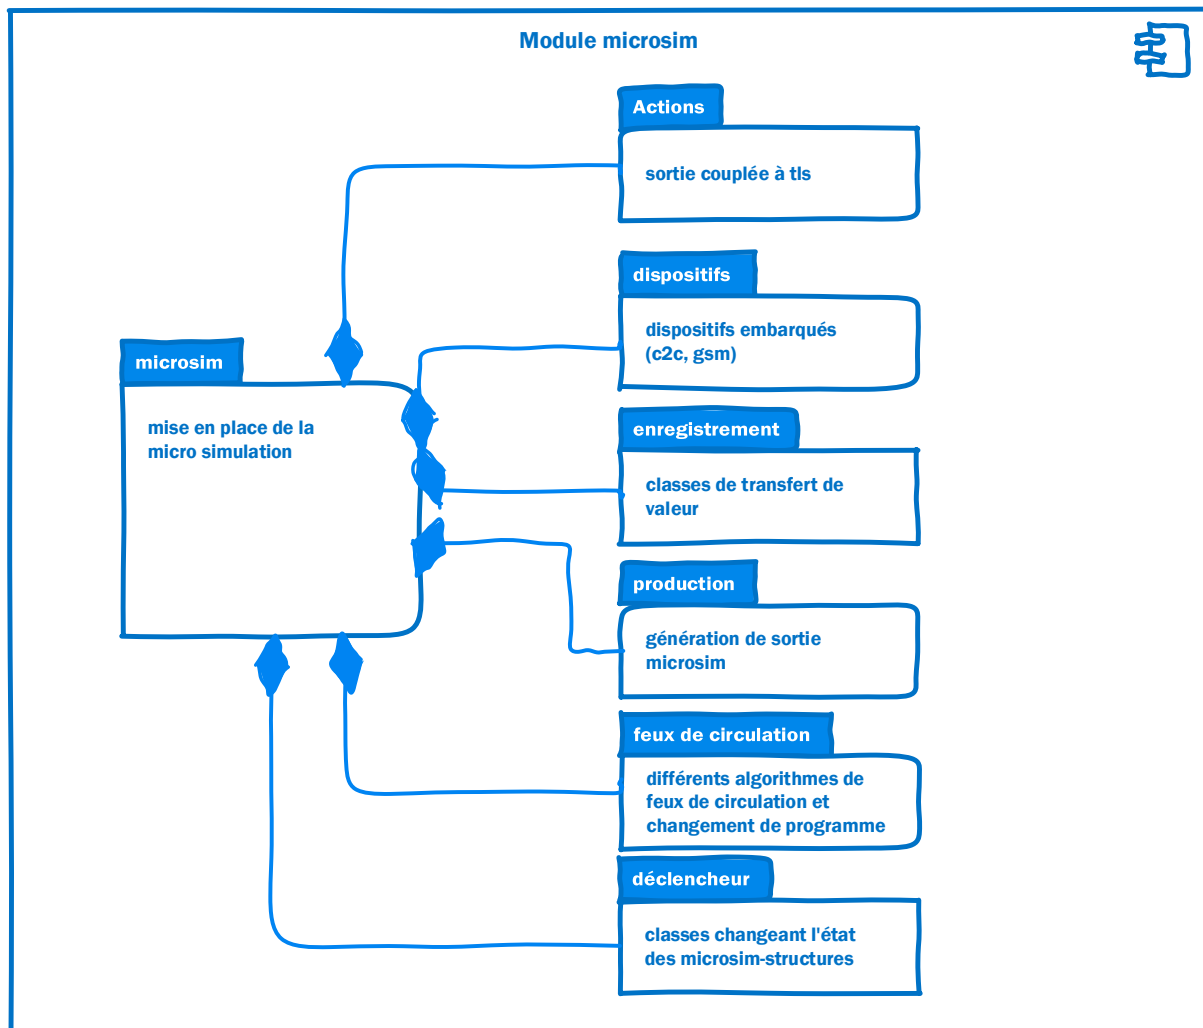 Module microsim
Actions
sortie couplée à tls
dispositifs
dispositifs embarqués
(c2c, gsm)
microsim
mise en place de la
micro simulation
enregistrement
classes de transfert de
valeur
production
génération de sortie
microsim
feux de circulation
différents algorithmes de
feux de circulation et
changement de programme
déclencheur
classes changeant l'état
des microsim-structures